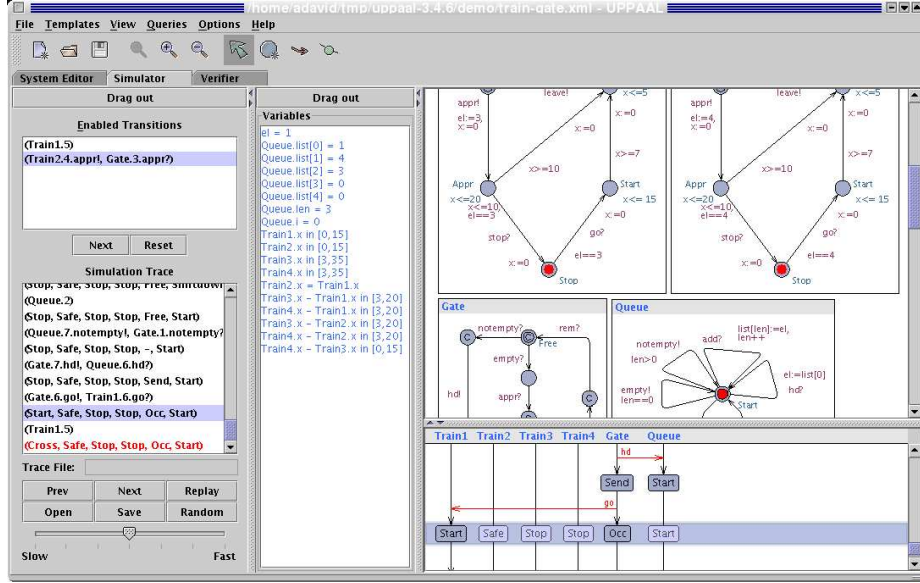 /home/adavid/tmp/uppaal-3.4.6/demo/train-gate.xml - UPPAAL
File Templates View Queries Options Help
System Editor Simulator Verifier
Drag out
Enabled Transitions
(Train1.5)
(Train2.4.appr!, Gate.3.appr?)
Next Reset
Simulation Trace
(Stop, Safe, Stop, Stop, Free,
(Queue.2)
(Stop, Safe, Stop, Stop, Free, Start)
(Queue.7.notempty!, Gate.1.notempty?
(Stop, Safe, Stop, Stop, -, Start)
(Gate.7.hd!, Queue.6.hd?)
(Stop, Safe, Stop, Stop, Send, Start)
(Gate.6.go!, Train1.6.go?)
(Start, Safe, Stop, Stop, Occ, Start)
(Train1.5)
(Cross, Safe, Stop, Stop, Occ, Start)
Trace File:
Prev Next Replay
Open Save Random
Slow Fast
Drag out
Variables
el = 1
Queue.list[0] = 1
Queue.list[1] = 4
Queue.list[2] = 3
Queue.list[3] = 0
Queue.list[4] = 0
Queue.len = 3
Queue.i = 0
Train1.x in [0,15]
Train2.x in [0,15]
Train3.x in [3,35]
Train4.x in [3,35]
Train2.x = Train1.x
Train3.x - Train1.x in [3,20]
Train4.x - Train1.x in [3,20]
Train3.x - Train2.x in [3,20]
Train4.x - Train2.x in [3,20]
Train4.x - Train3.x in [0,15]
leave! x<=5
appr!
el:=3,
x:=0
x:=0 x:=0
x>=7
x>=10
Appr Start
x<=20 x<=15
x<=10,
el==3
x:=0
stop? go?
x:=0 el==3
Stop
leave! x<=5
appr!
el:=4,
x:=0
x:=0 x:=0
x>=7
x>=10
Appr Start
x<=20 x<= 15
x<=10,
el==4
x:=0
stop? go?
x:=0 el==4
Stop
Gate
notempty? rem?
C C Free
empty?
appr?
hd! C
Queue
list[len]:=el,
len++
add?
notempty!
len>0
el:=list[0]
hd?
empty!
len==0
Start
Train1 Train2 Train3 Train4 Gate Queue
hd
Send Start
go
Start Safe Stop Stop Occ Start